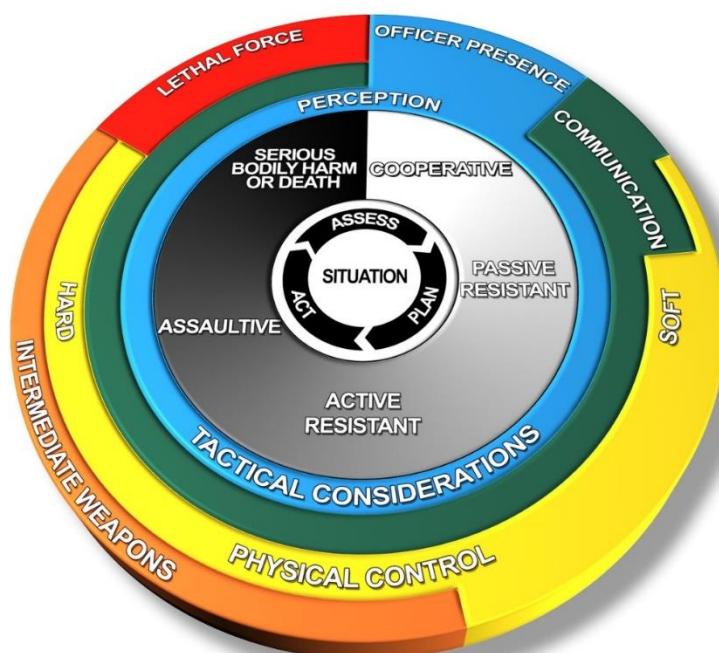 LETHAL FORCE
OFFICER PRESENCE
COMMUNICATION
SOFT
PHYSICAL CONTROL
HARD
INTERMEDIATE WEAPONS
PERCEPTION
TACTICAL CONSIDERATIONS
SERIOUS
BODILY HARM
OR DEATH
COOPERATIVE
PASSIVE
RESISTANT
ACTIVE
RESISTANT
ASSAULTIVE
ASSESS
PLAN
ACT
SITUATION